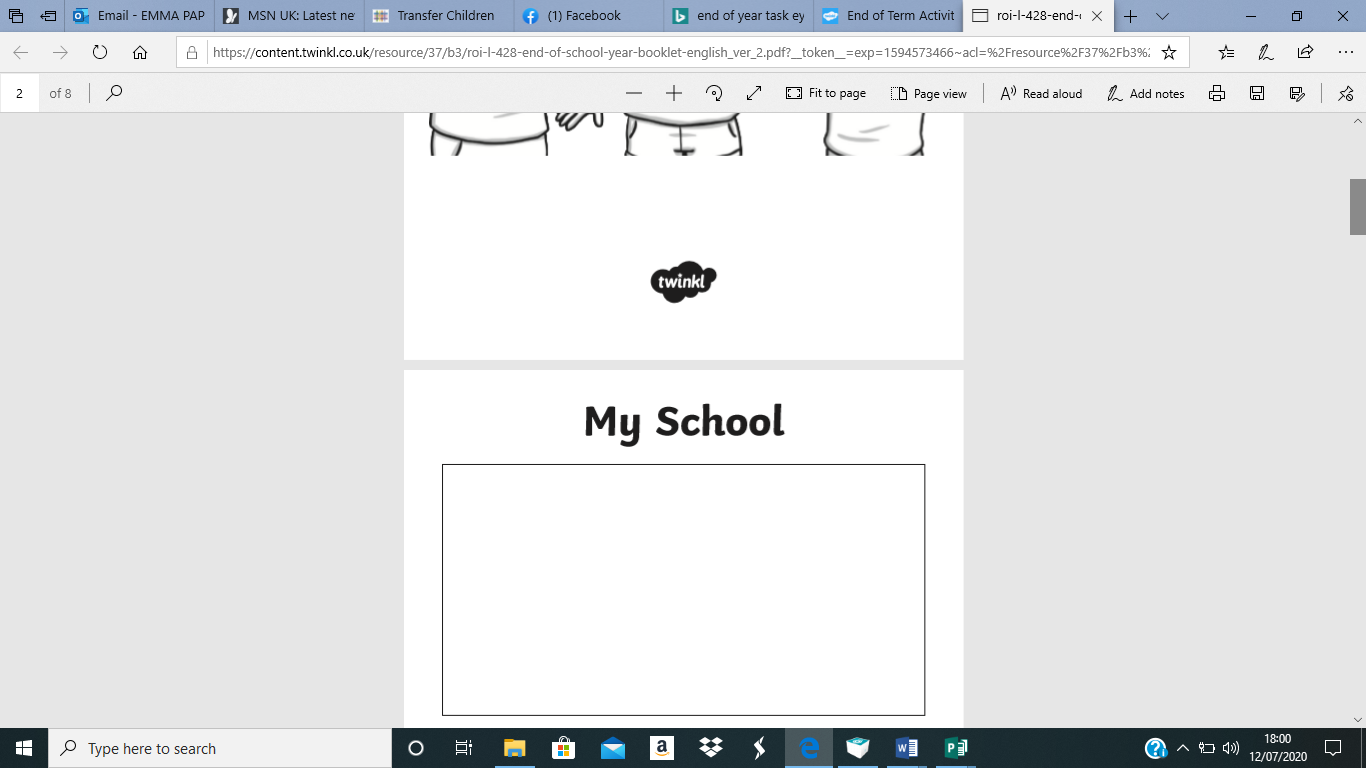 Email - EMMA PAP
MSN UK: Latest ne
Transfer Children
(1) Facebook
end of year task ey
End of Term Activit
roi-l-428-end-
https://content.twinkl.co.uk/resource/37/b3/roi-l-428-end-of-school-year-booklet-english_ver_2.pdf?__token__=exp=1594573466~acl=%2Fresource%2F37%2Fb3%2
2 of 8
Fit to page
Page view
Read aloud
Add notes
twinkl
My School
Type here to search
18:00
12/07/2020